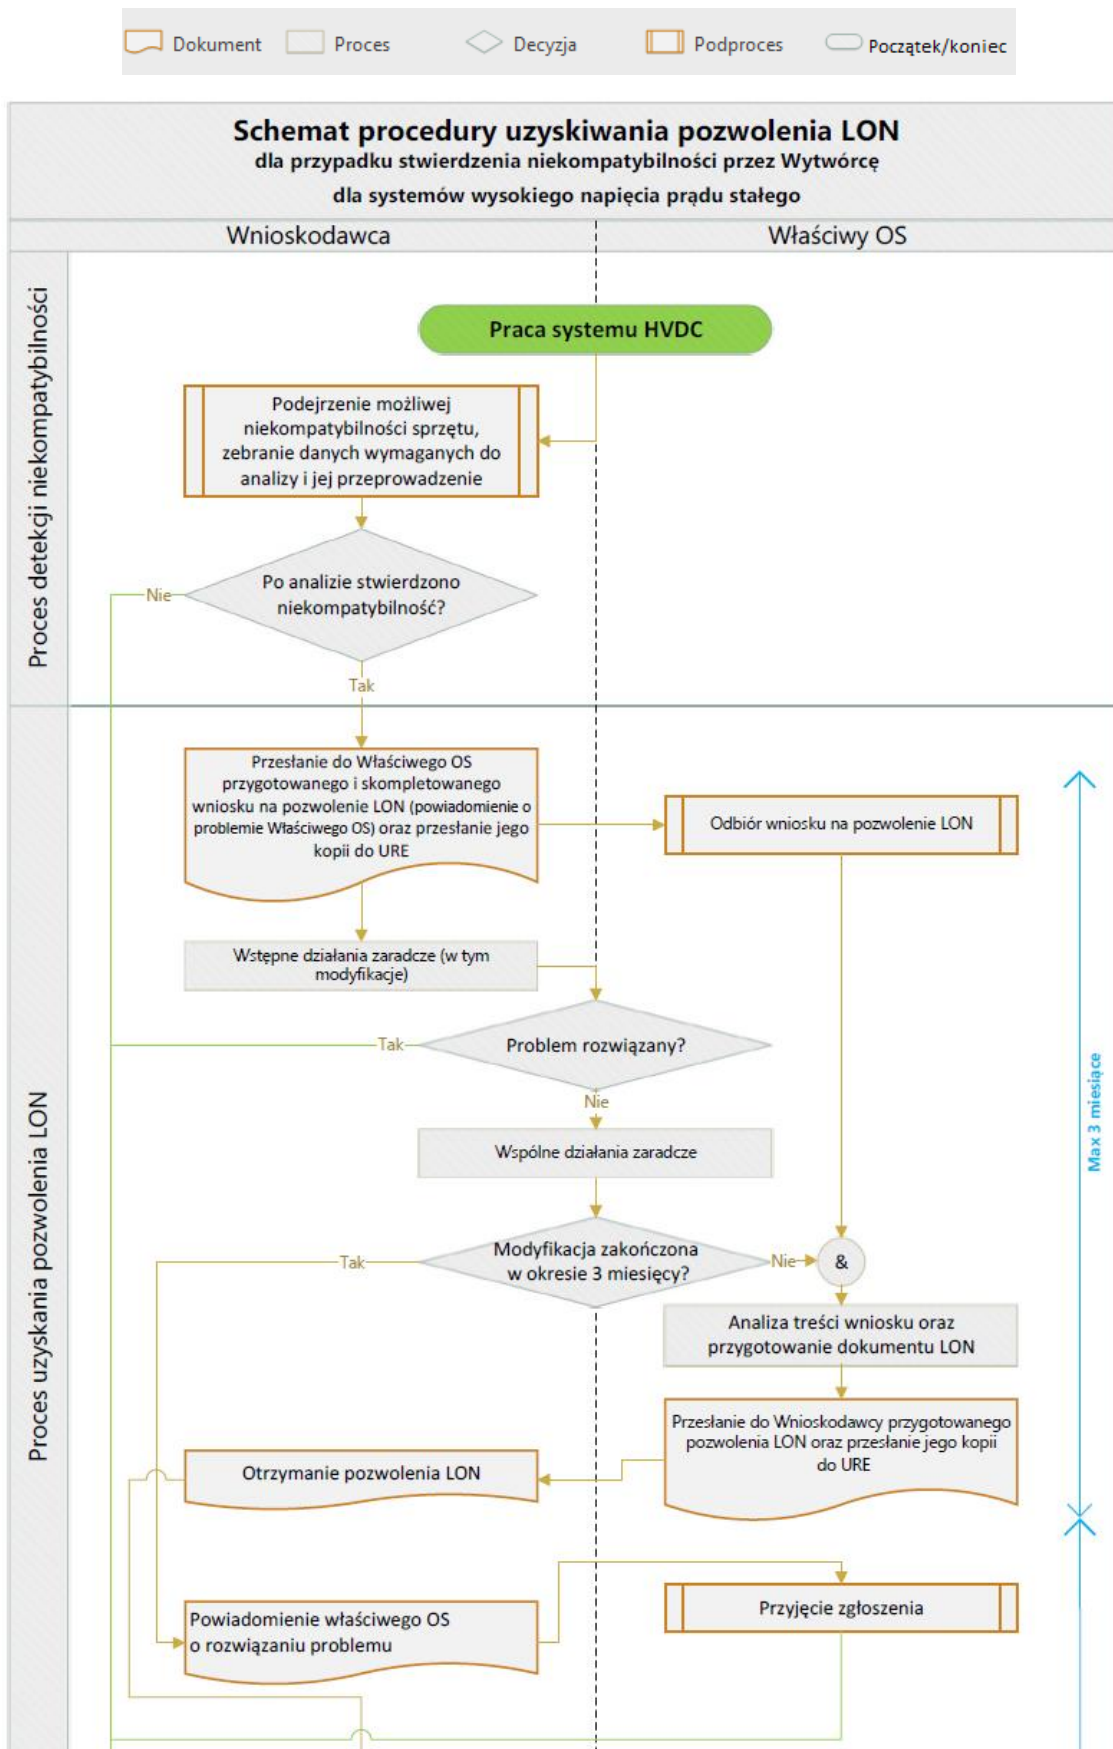 Dokument Proces Decyzja Podproces Początek/koniec
Schemat procedury uzyskiwania pozwolenia LON
dla przypadku stwierdzenia niekompatybilności przez Wytwórcę
dla systemów wysokiego napięcia prądu stałego
Wnioskodawca Właściwy OS
Proces detekcji niekompatybilności
Praca systemu HVDC
Podejrzenie możliwej
niekompatybilności sprzętu,
zebranie danych wymaganych do
analizy i jej przeprowadzenie
Po analizie stwierdzono
niekompatybilność?
Nie
Tak
Proces uzyskania pozwolenia LON
Przesłanie do Właściwego OS
przygotowanego i skompletowanego
wniosku na pozwolenie LON (powiadomienie o
problemie Właściwego OS) oraz przesłanie jego
kopii do URE
Odbiór wniosku na pozwolenie LON
Wstępne działania zaradcze (w tym
modyfikacje)
Problem rozwiązany?
Tak
Nie
Max 3 miesiące
Wspólne działania zaradcze
Modyfikacja zakończona
w okresie 3 miesięcy?
Tak
Nie
&
Analiza treści wniosku oraz
przygotowanie dokumentu LON
Przesłanie do Wnioskodawcy przygotowanego
pozwolenia LON oraz przesłanie jego kopii
do URE
Otrzymanie pozwolenia LON
Powiadomienie właściwego OS
o rozwiązaniu problemu
Przyjęcie zgłoszenia